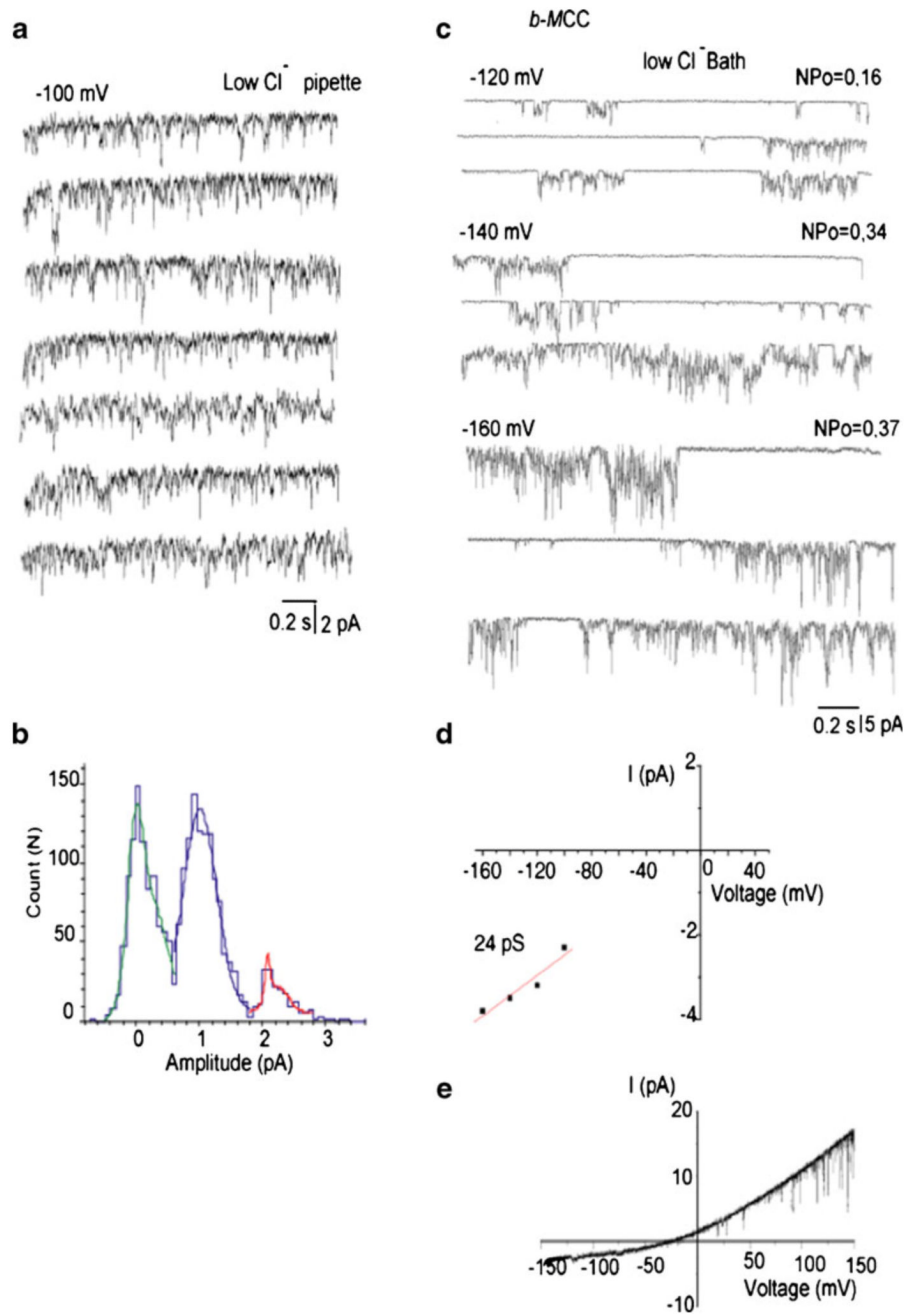 a
-100 mV
Low Cl⁻ pipette
0.2 s 2 pA
b
150
100
50
0
Count (N)
0 1 2 3
Amplitude (pA)
b-MCC
c
low Cl⁻ Bath
-120 mV NPo=0,16
-140 mV NPo=0,34
-160 mV NPo=0,37
0.2 s 5 pA
d
I (pA)
2
-160 -120 -80 -40 0 40
Voltage (mV)
-2
24 pS
-4
e
I (pA)
20
10
-150 -100 -50 0 50 100 150
Voltage (mV)
-10